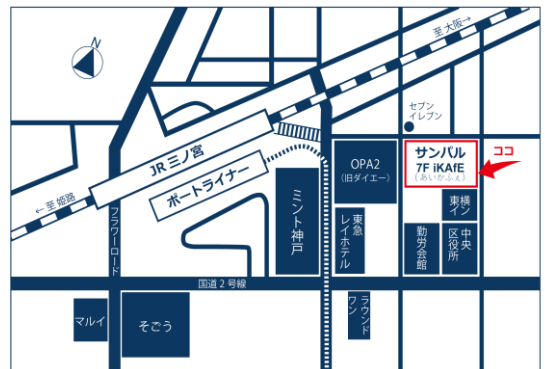 N
至 大阪→
セブン
イレブン
JR 三ノ宮
ポートライナー
← 至 姫路
フラワーロード
OPA2
（旧ダイエー）
サンパル
7F iKAfE
(あいかふぇ)
ココ
ミント神戸
東急
レイホテル
東横
イン
勤労会館
中央
区役所
国道 2 号線
マルイ
そごう
ラウンド
ワン